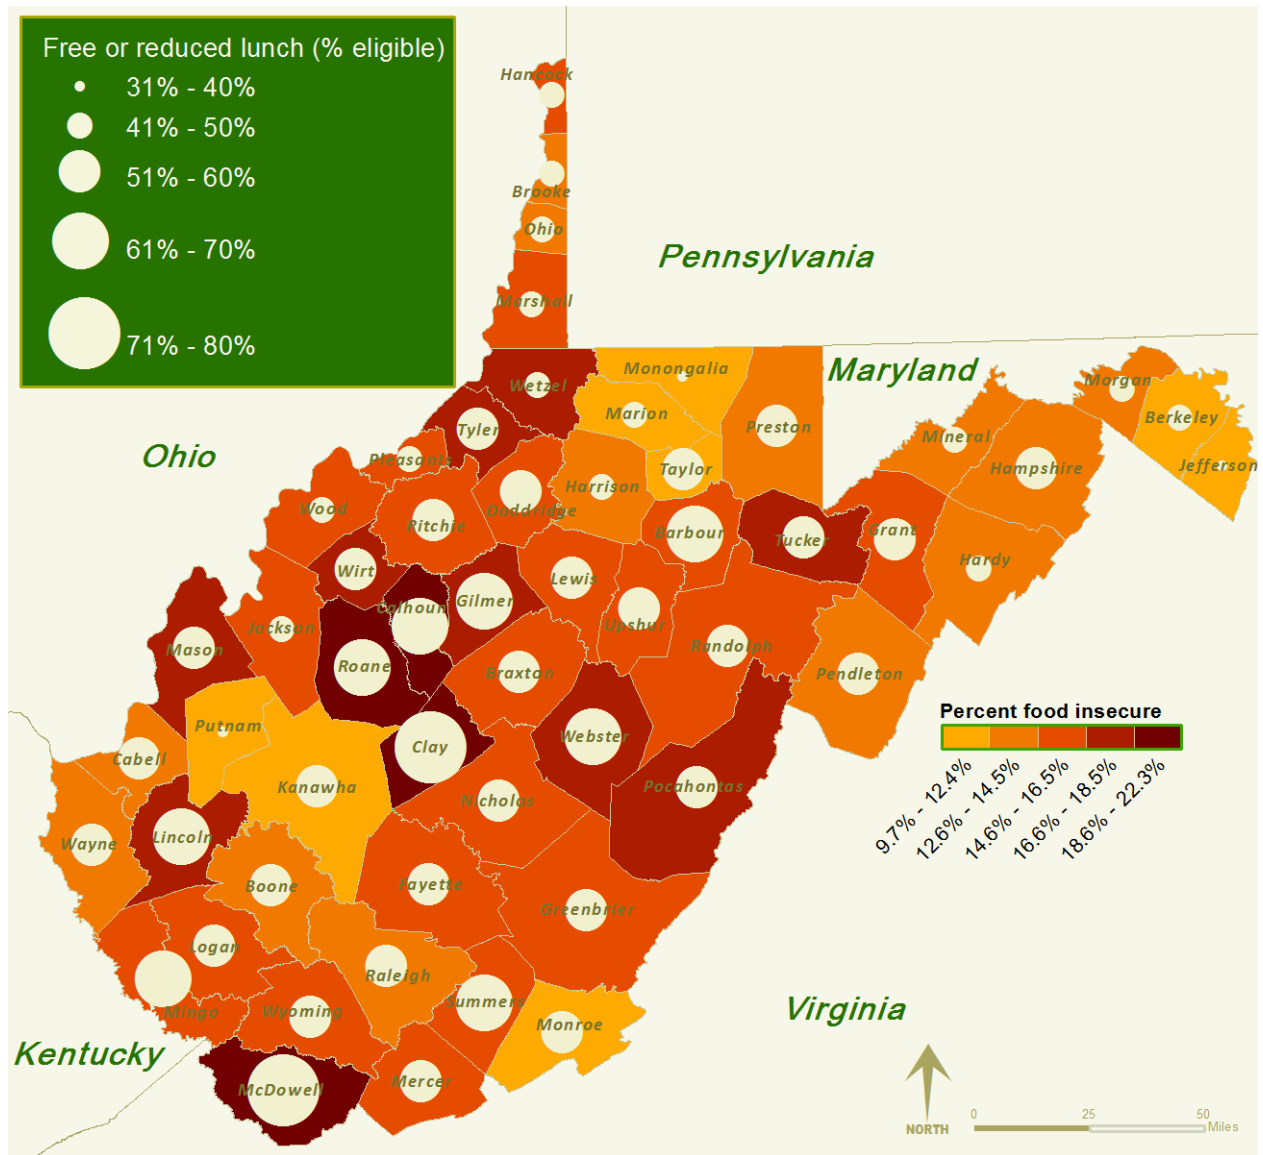 Free or reduced lunch (% eligible)
31% - 40%
41% - 50%
51% - 60%
61% - 70%
71% - 80%
Hancock
Brooke
Ohio
Marshall
Pennsylvania
Maryland
Ohio
Wetzel
Monongalia
Morgan
Marion
Berkeley
Tyler
Preston
Mineral
Pleasants
Taylor
Hampshire
Jefferson
Harrison
Wood
Ritchie
Doddridge
Barbour
Grant
Tucker
Hardy
Wirt
Lewis
Calhoun
Gilmer
Upshur
Jackson
Mason
Randolph
Roane
Braxton
Pendleton
Putnam
Clay
Webster
Cabell
Kanawha
Pocahontas
Nicholas
Lincoln
Wayne
Boone
Fayette
Greenbrier
Logan
Raleigh
Summers
Mingo
Wyoming
Monroe
Mercer
McDowell
Percent food insecure
9.7% - 12.4%
12.6% - 14.5%
14.6% - 16.5%
16.6% - 18.5%
18.6% - 22.3%
Virginia
Kentucky
NORTH
0 25 50
Miles